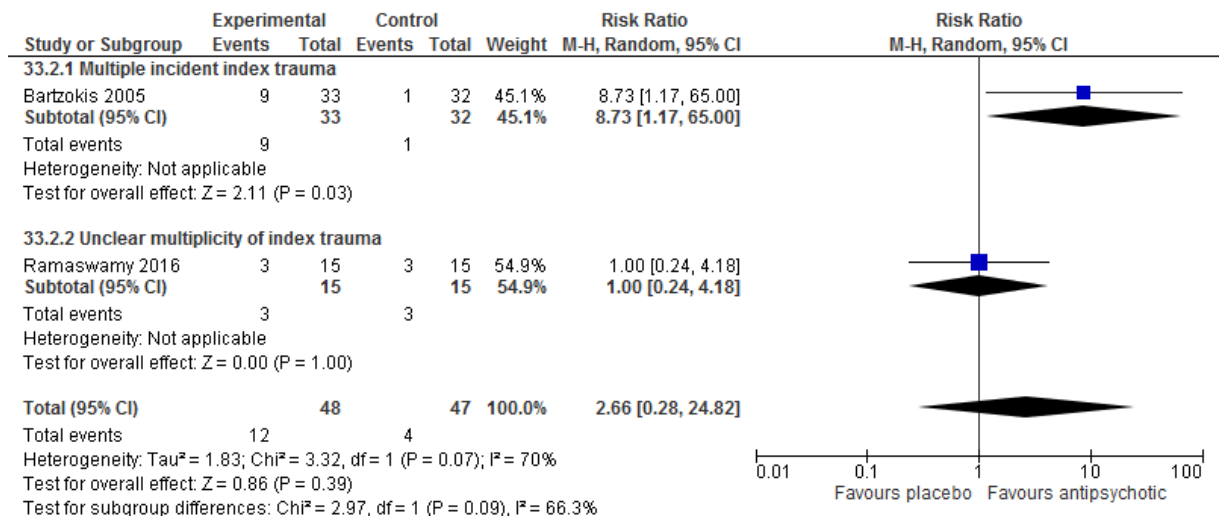 Experimental Control Risk Ratio Risk Ratio
Study or Subgroup Events Total Events Total Weight M-H, Random, 95% CI M-H, Random, 95% CI
33.2.1 Multiple incident index trauma
Bartzokis 2005 9 33 1 32 45.1% 8.73 [1.17, 65.00]
Subtotal (95% CI) 33 32 45.1% 8.73 [1.17, 65.00]
Total events 9 1
Heterogeneity: Not applicable
Test for overall effect: Z = 2.11 (P = 0.03)
33.2.2 Unclear multiplicity of index trauma
Ramaswamy 2016 3 15 3 15 54.9% 1.00 [0.24, 4.18]
Subtotal (95% CI) 15 15 54.9% 1.00 [0.24, 4.18]
Total events 3 3
Heterogeneity: Not applicable
Test for overall effect: Z = 0.00 (P = 1.00)
Total (95% CI) 48 47 100.0% 2.66 [0.28, 24.82]
Total events 12 4
Heterogeneity: Tau² = 1.83; Chi² = 3.32, df = 1 (P = 0.07); I² = 70%
Test for overall effect: Z = 0.86 (P = 0.39)
Test for subgroup differences: Chi² = 2.97, df = 1 (P = 0.09), I² = 66.3%
0.01 0.1 1 10 100
Favours placebo Favours antipsychotic